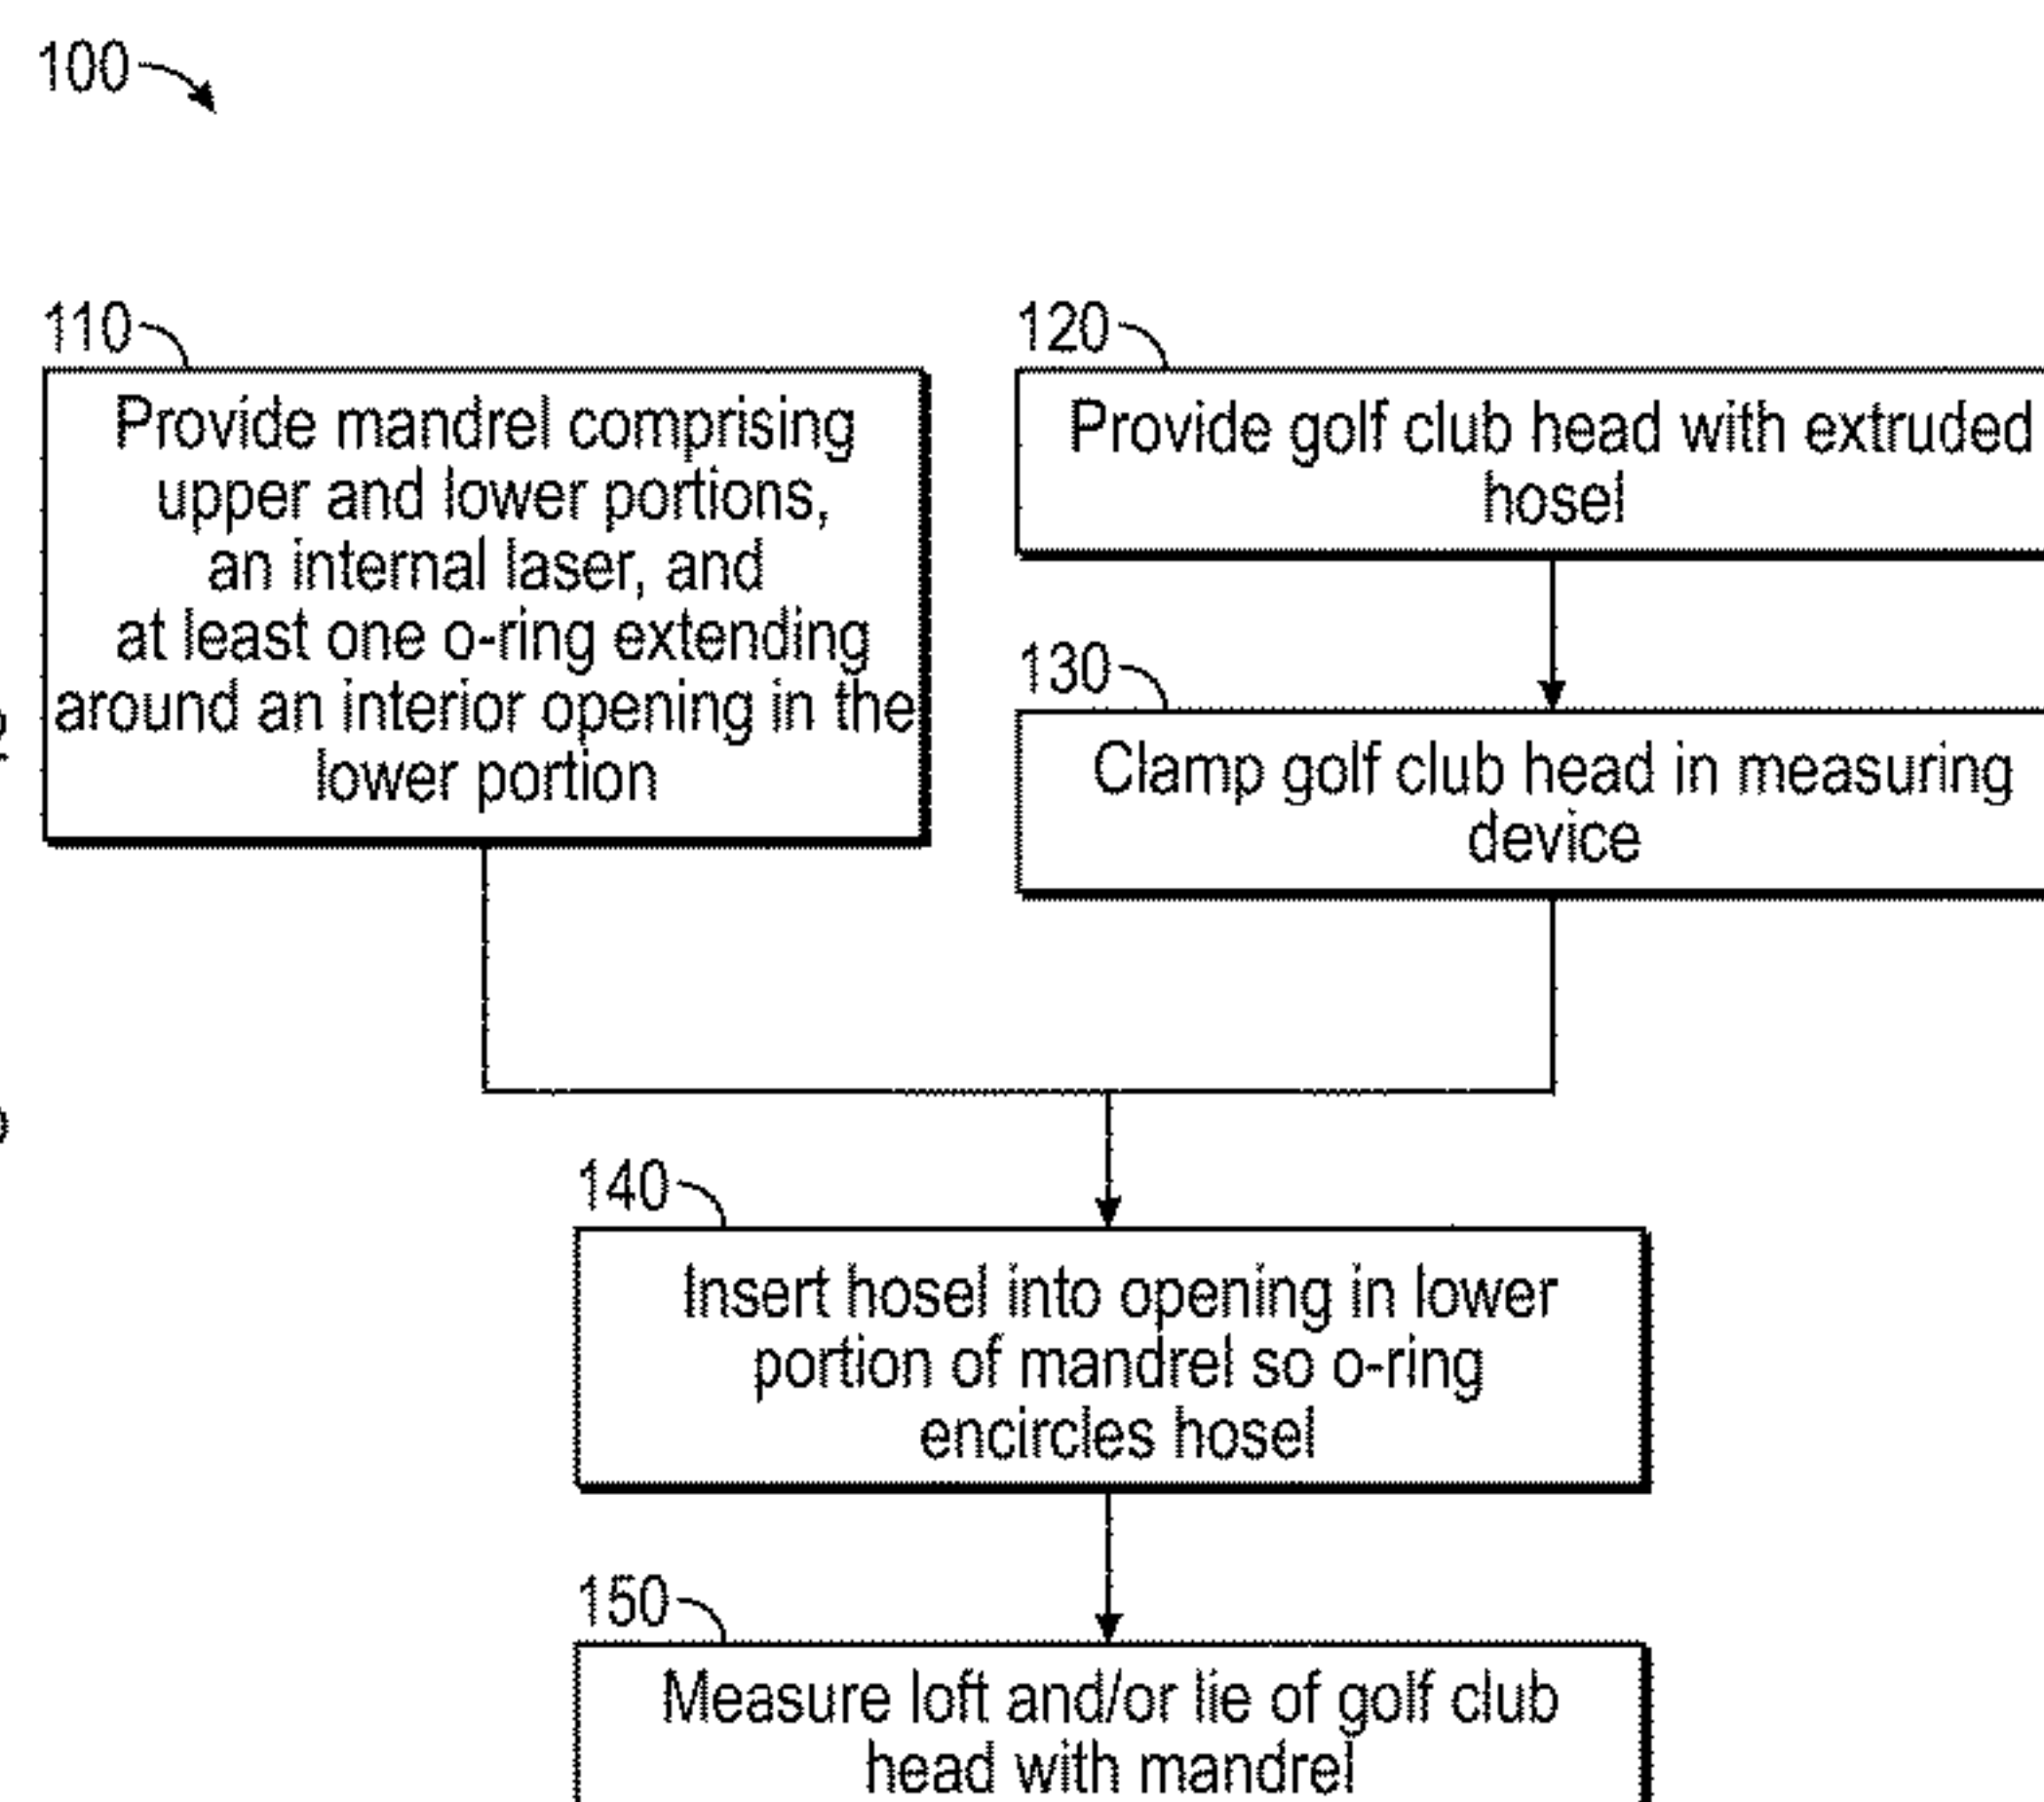 100
110
Provide mandrel comprising
upper and lower portions,
an internal laser, and
at least one o-ring extending
around an interior opening in the
lower portion
120
Provide golf club head with extruded
hosel
130
Clamp golf club head in measuring
device
140
Insert hosel into opening in lower
portion of mandrel so o-ring
encircles hosel
150
Measure loft and/or lie of golf club
head with mandrel